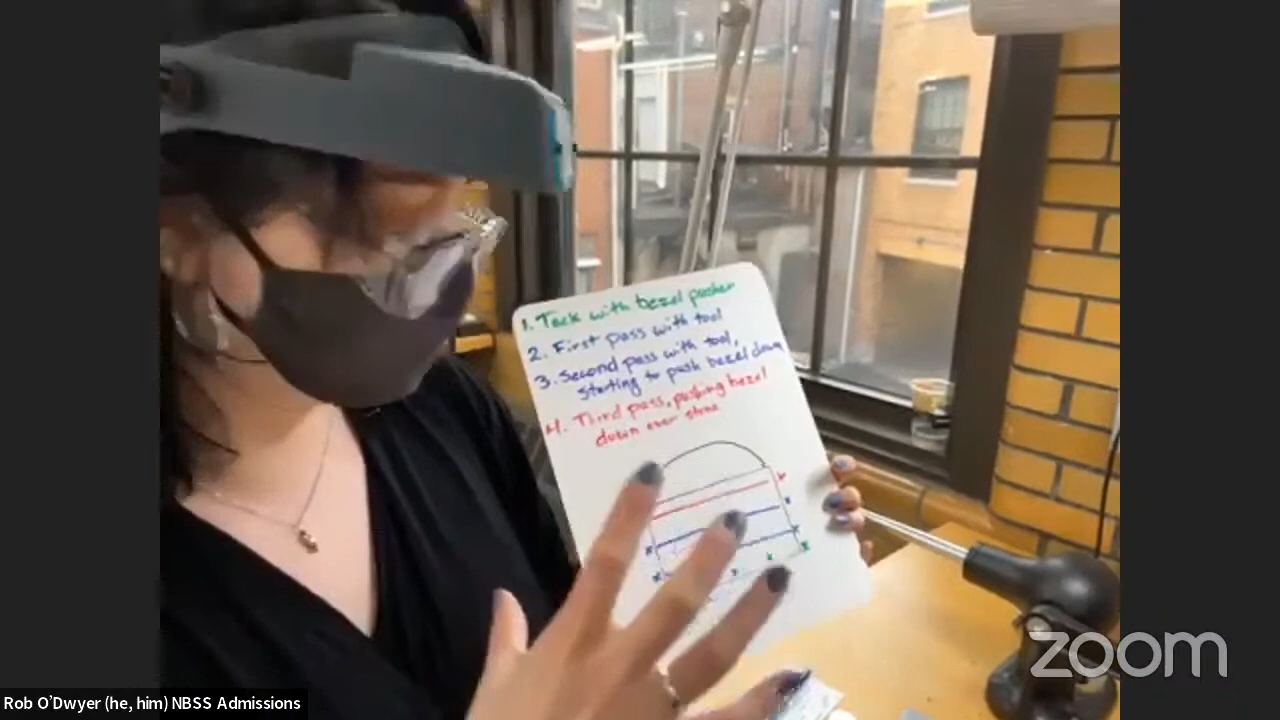 1. Tack with bezel pusher
2. First pass with tool
3. Second pass with tool,
starting to push bezel down
4. Third pass, pushing bezel
down over stone
zoom
Rob O'Dwyer (he, him) NBSS Admissions